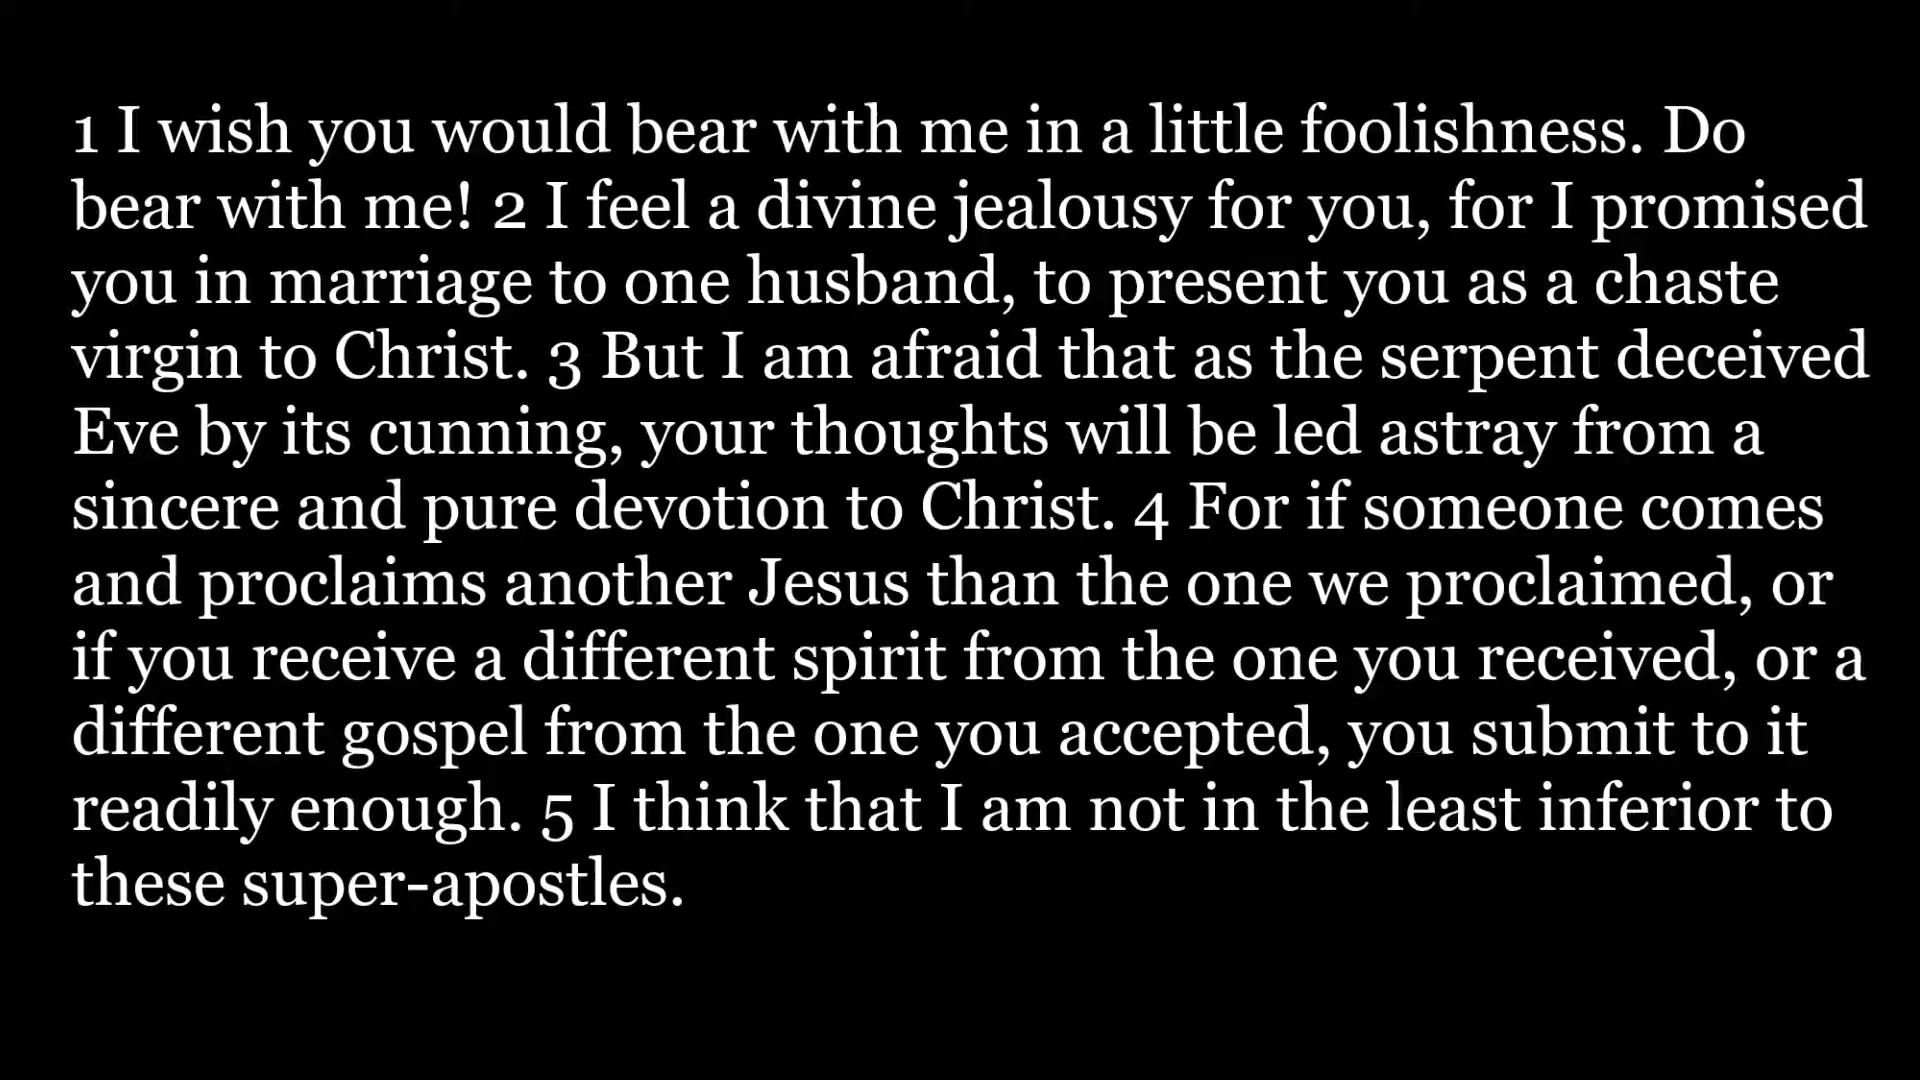 1 I wish you would bear with me in a little foolishness. Do
bear with me! 2 I feel a divine jealousy for you, for I promised
you in marriage to one husband, to present you as a chaste
virgin to Christ. 3 But I am afraid that as the serpent deceived
Eve by its cunning, your thoughts will be led astray from a
sincere and pure devotion to Christ. 4 For if someone comes
and proclaims another Jesus than the one we proclaimed, or
if you receive a different spirit from the one you received, or a
different gospel from the one you accepted, you submit to it
readily enough. 5 I think that I am not in the least inferior to
these super-apostles.